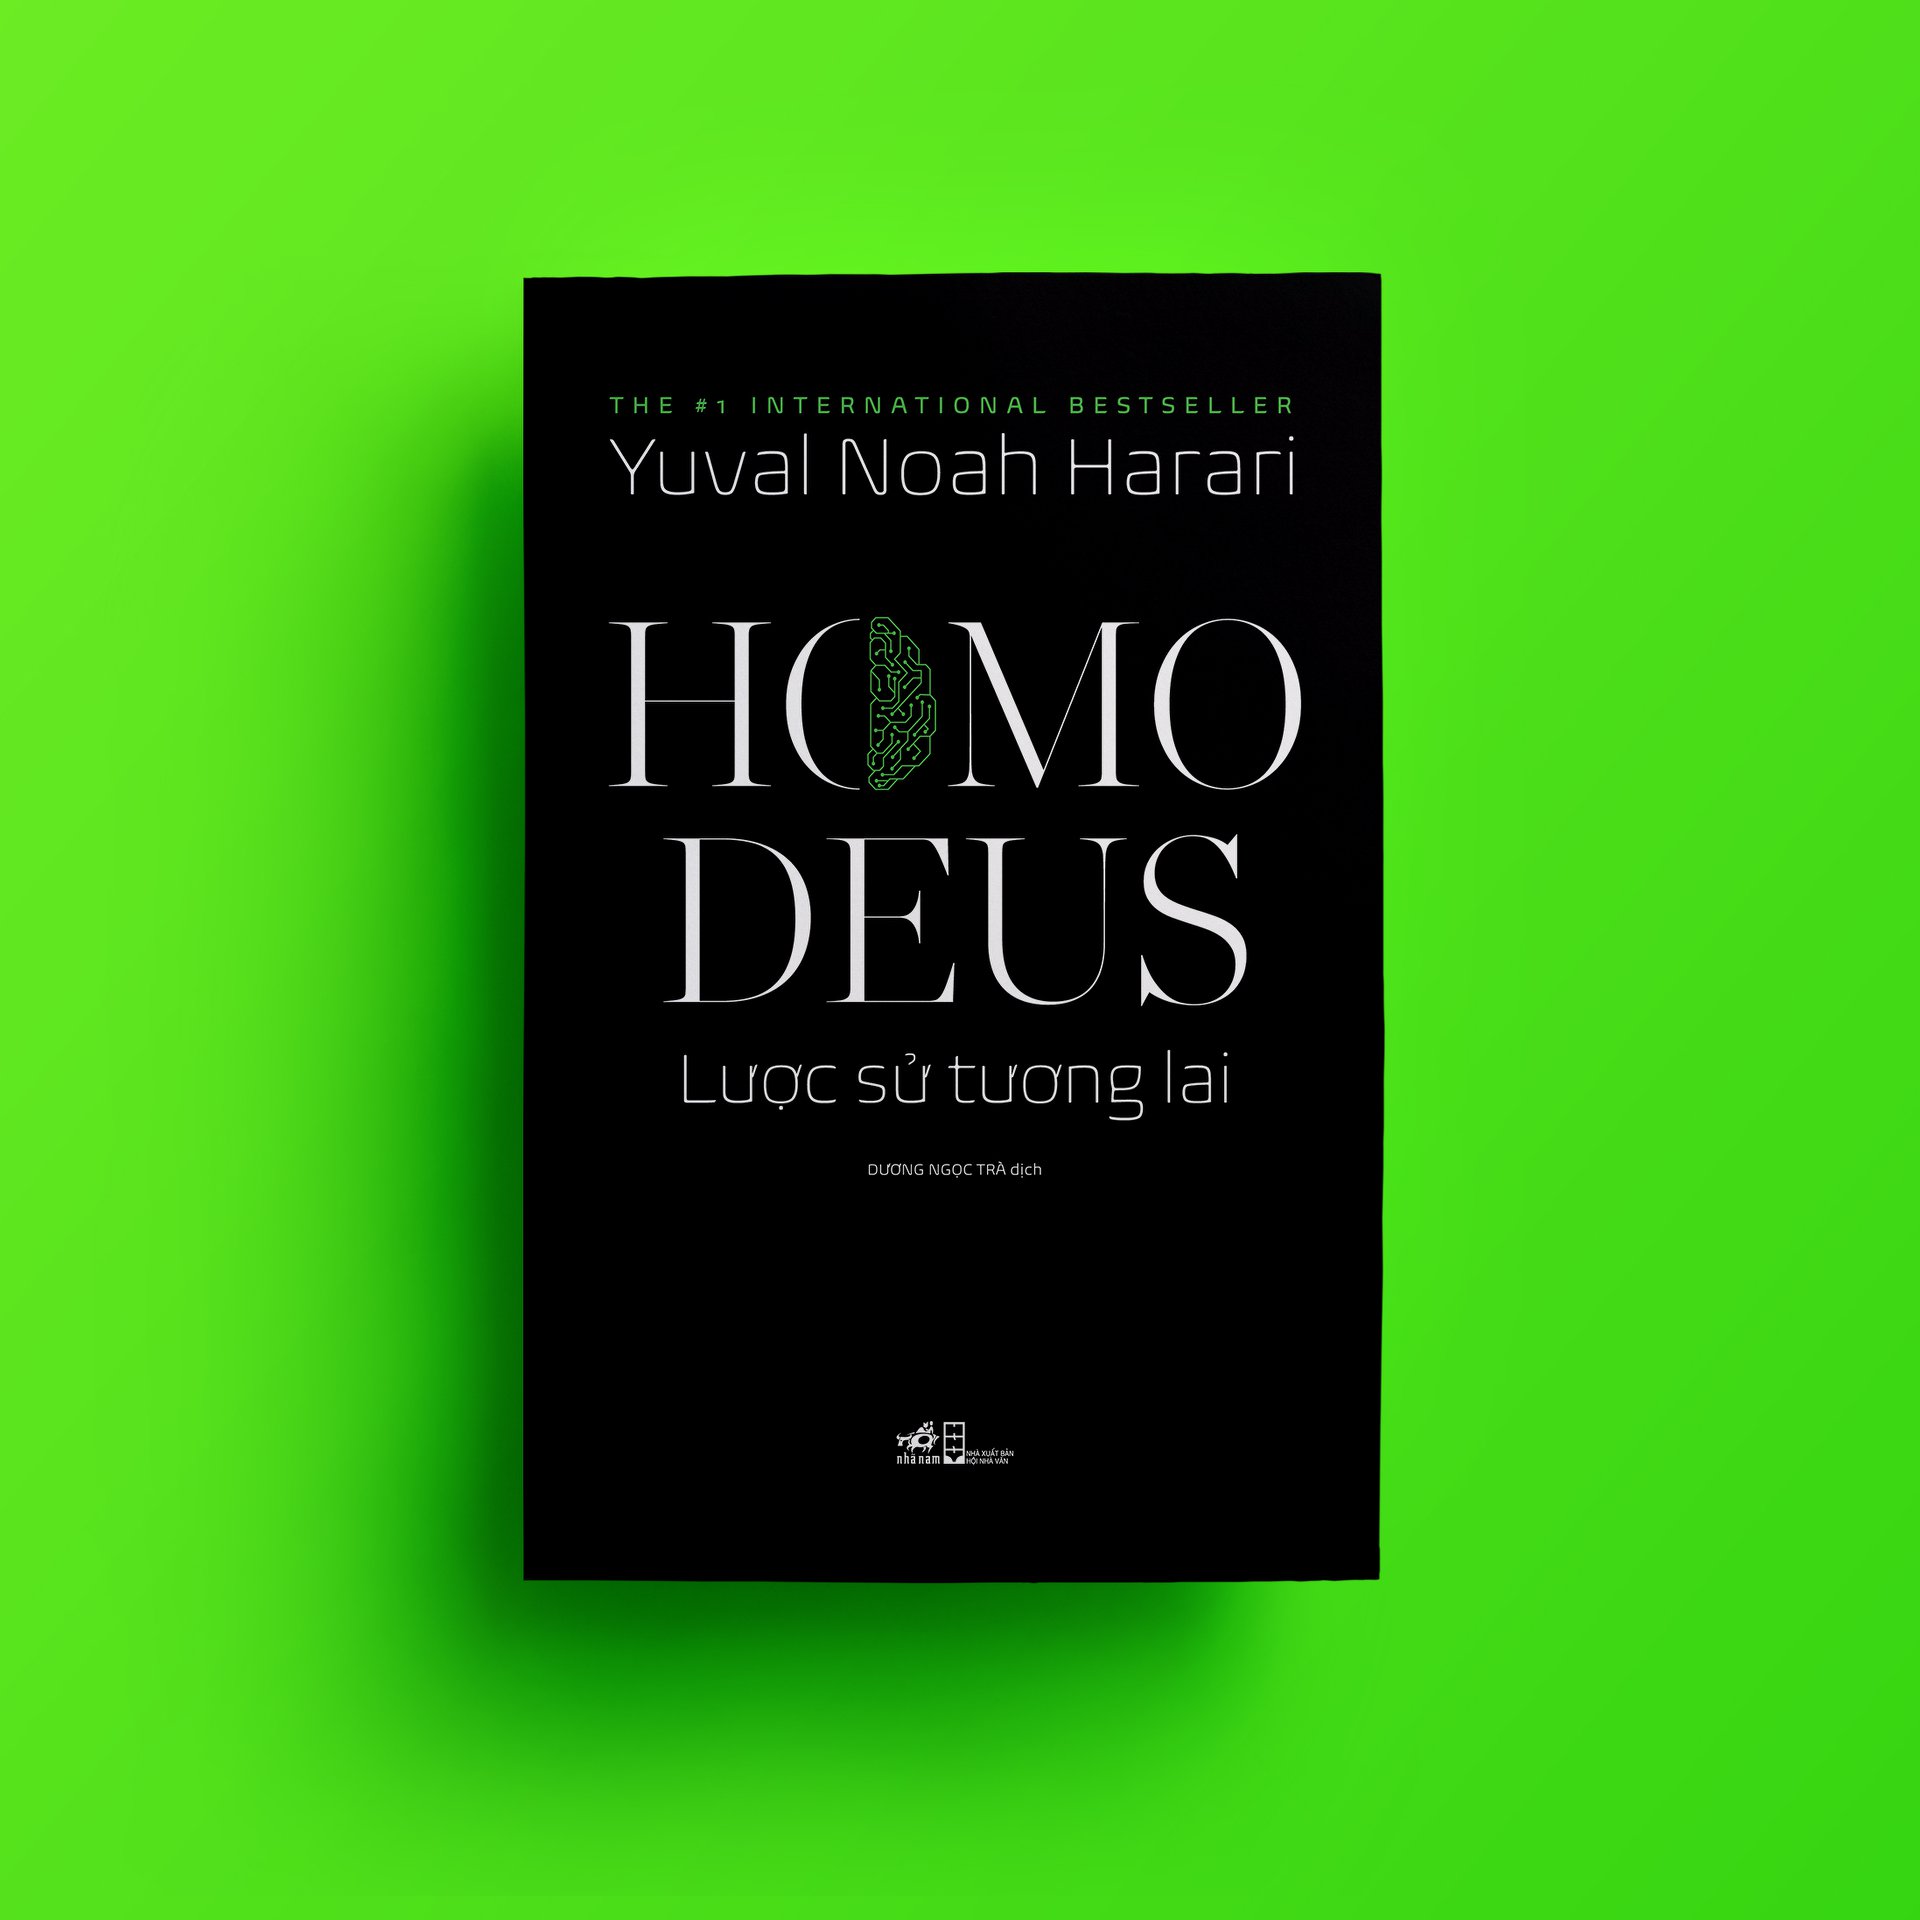 THE #1 INTERNATIONAL BESTSELLER
Yuval Noah Harari
HOMO
DEUS
Lược sử tương lai
DƯƠNG NGỌC TRÀ dịch
nhã nam
NHÀ XUẤT BẢN
HỘI NHÀ VĂN